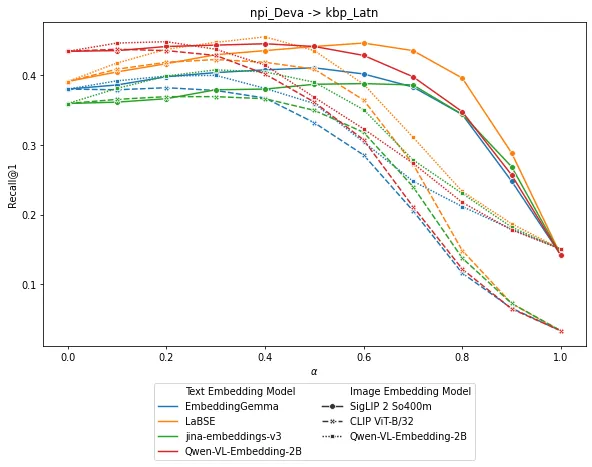 npi_Deva -> kbp_Latn
Recall@1
0.4
0.3
0.2
0.1
0.0
0.2
0.4
0.6
0.8
1.0
α
Text Embedding Model
EmbeddingGemma
LaBSE
jina-embeddings-v3
Qwen-VL-Embedding-2B
Image Embedding Model
SigLIP 2 So400m
CLIP ViT-B/32
Qwen-VL-Embedding-2B